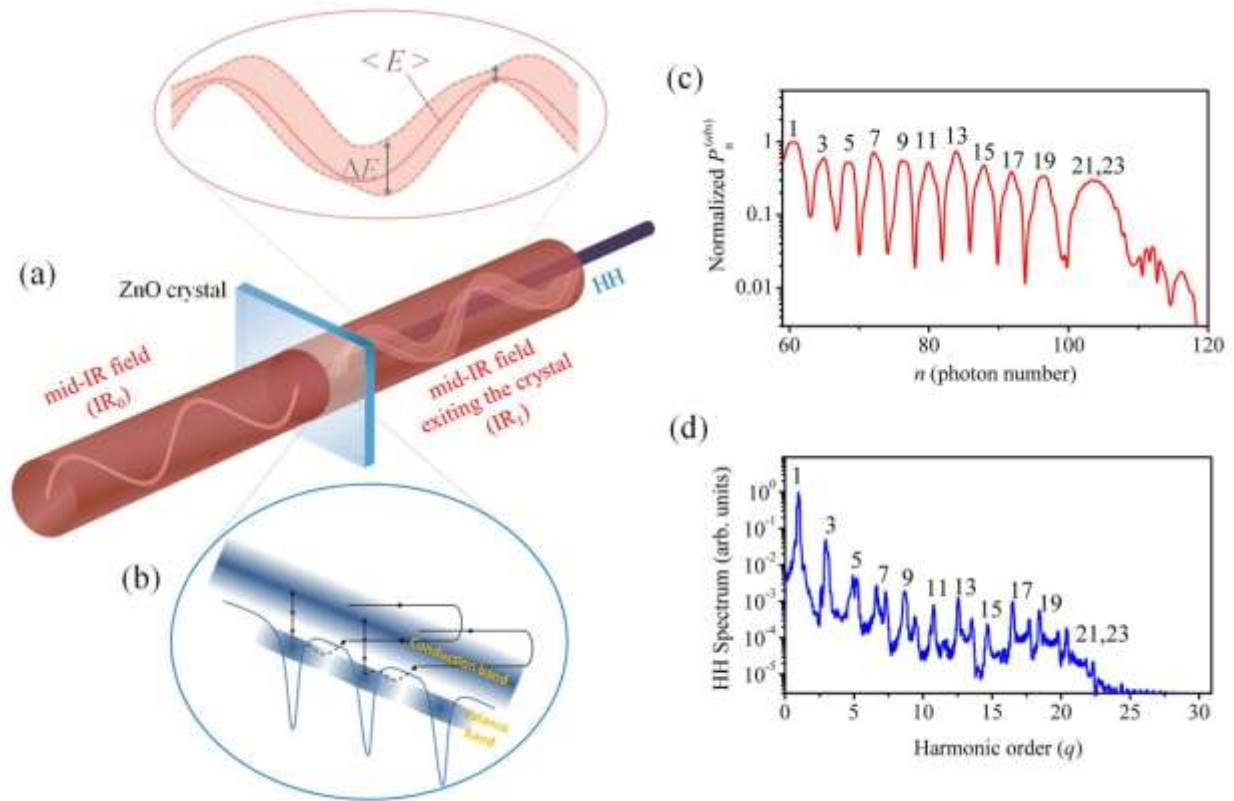 < E >
ΔE
(a)
ZnO crystal
mid-IR field
(IR₀)
HH
mid-IR field
exiting the crystal
(IR₁)
(b)
Conduction band
Valence
band
(c)
Normalized Pₙ⁽ᵃᵇˢ⁾
1
0.1
0.01
1 3 5 7 9 11 13 15 17 19 21,23
60 80 100 120
n (photon number)
(d)
HH Spectrum (arb. units)
10⁰
10⁻¹
10⁻²
10⁻³
10⁻⁴
10⁻⁵
1 3 5 7 9 11 13 15 17 19 21,23
0 5 10 15 20 25 30
Harmonic order (q)